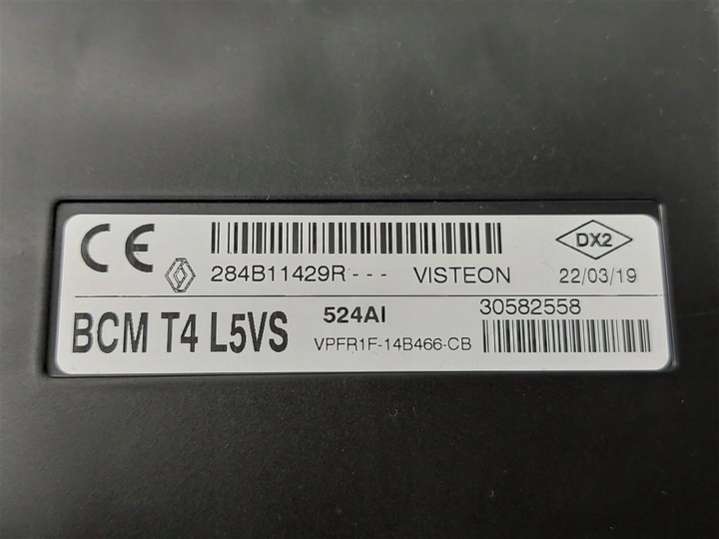 CE DX2
284B11429R--- VISTEON 22/03/19
BCM T4 L5VS 524AI 30582558
VPFR1F-14B466-CB